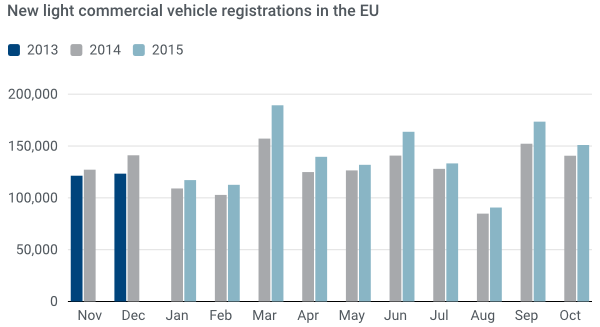 New light commercial vehicle registrations in the EU
2013 2014 2015
200,000
150,000
100,000
50,000
0
Nov Dec Jan Feb Mar Apr May Jun Jul Aug Sep Oct